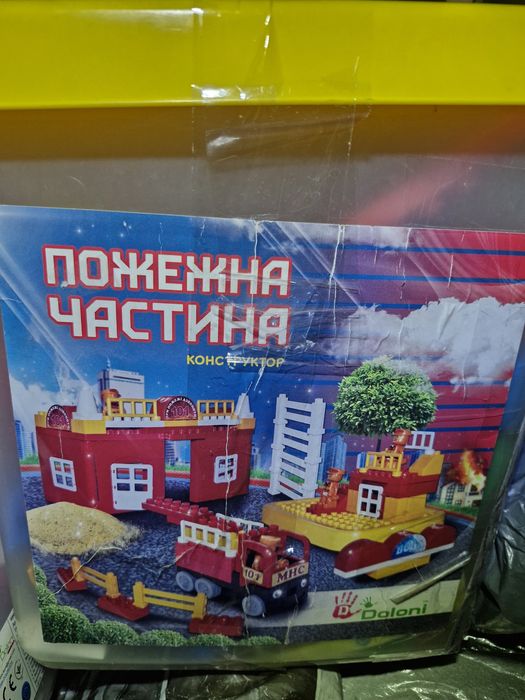 ПОЖЕЖНА
ЧАСТИНА
КОНСТРУКТОР
101
МНС
Doloni